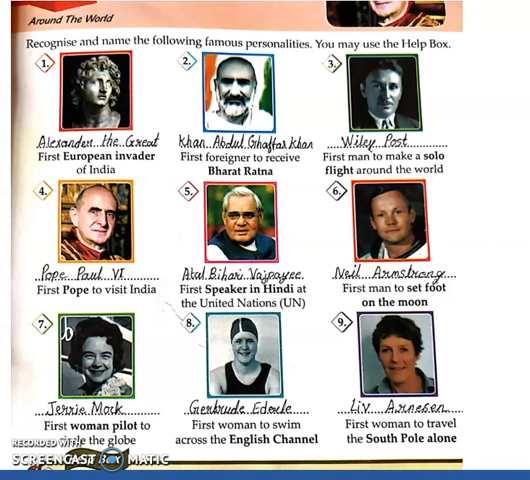 Around The World
Recognise and name the following famous personalities. You may use the Help Box.
1.
2.
3.
Alexander the Great
Khan Abdul Ghaffar Khan
Wiley Post
First European invader
of India
First foreigner to receive
Bharat Ratna
First man to make a solo
flight around the world
4.
5.
6.
Pope Paul VI
Atal Bihari Vajpayee
Neil Armstrong
First Pope to visit India
First Speaker in Hindi at
the United Nations (UN)
First man to set foot
on the moon
7.
8.
9.
Jerrie Mock
Gertrude Ederle
Liv Arnesen
First woman pilot to
circle the globe
First woman to swim
across the English Channel
First woman to travel
the South Pole alone
RECORDED WITH
SCREENCAST MATIC